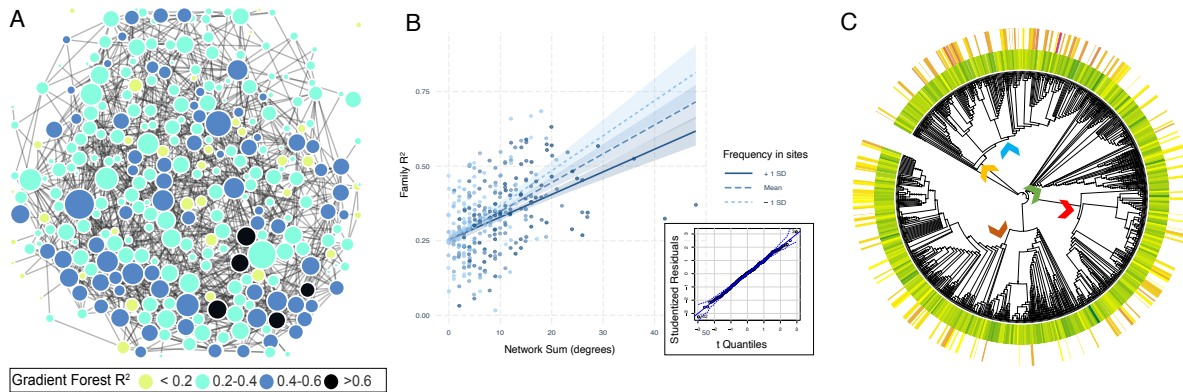 A
Gradient Forest R² < 0.2 0.2-0.4 0.4-0.6 >0.6
B
Family R²
0.75
0.50
0.25
0.00
0 10 20 30 40 50
Network Sum (degrees)
Frequency in sites
+ 1 SD
Mean
− 1 SD
Studentized Residuals
t Quantiles
C